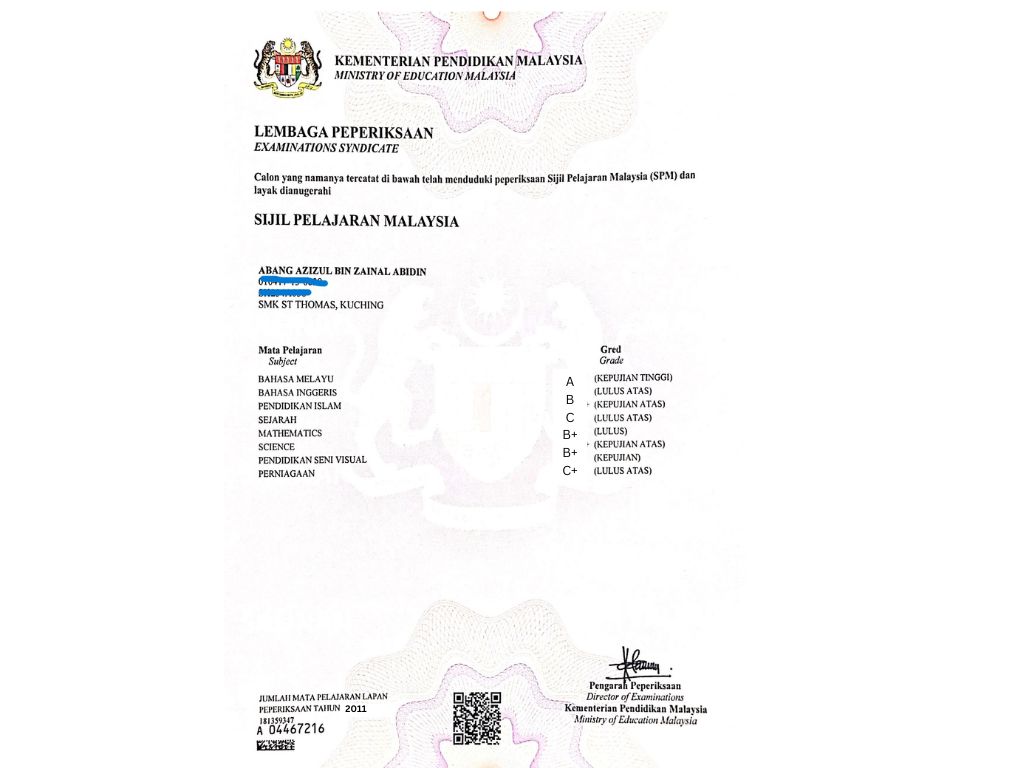 KEMENTERIAN PENDIDIKAN MALAYSIA
MINISTRY OF EDUCATION MALAYSIA
LEMBAGA PEPERIKSAAN
EXAMINATIONS SYNDICATE
Calon yang namanya tercatat di bawah telah menduduki peperiksaan Sijil Pelajaran Malaysia (SPM) dan
layak dianugerahi
SIJIL PELAJARAN MALAYSIA
ABANG AZIZUL BIN ZAINAL ABIDIN
SMK ST THOMAS, KUCHING
Mata Pelajaran Gred
Subject Grade
BAHASA MELAYU A (KEPUJIAN TINGGI)
BAHASA INGGERIS B (LULUS ATAS)
PENDIDIKAN ISLAM + (KEPUJIAN ATAS)
SEJARAH C (LULUS ATAS)
MATHEMATICS B+ (LULUS)
SCIENCE B+ + (KEPUJIAN ATAS)
PENDIDIKAN SENI VISUAL (KEPUJIAN)
PERNIAGAAN C+ (LULUS ATAS)
JUMLAH MATA PELAJARAN LAPAN
PEPERIKSAAN TAHUN 2011
181359347
A 04467216
Pengarah Peperiksaan
Director of Examinations
Kementerian Pendidikan Malaysia
Ministry of Education Malaysia